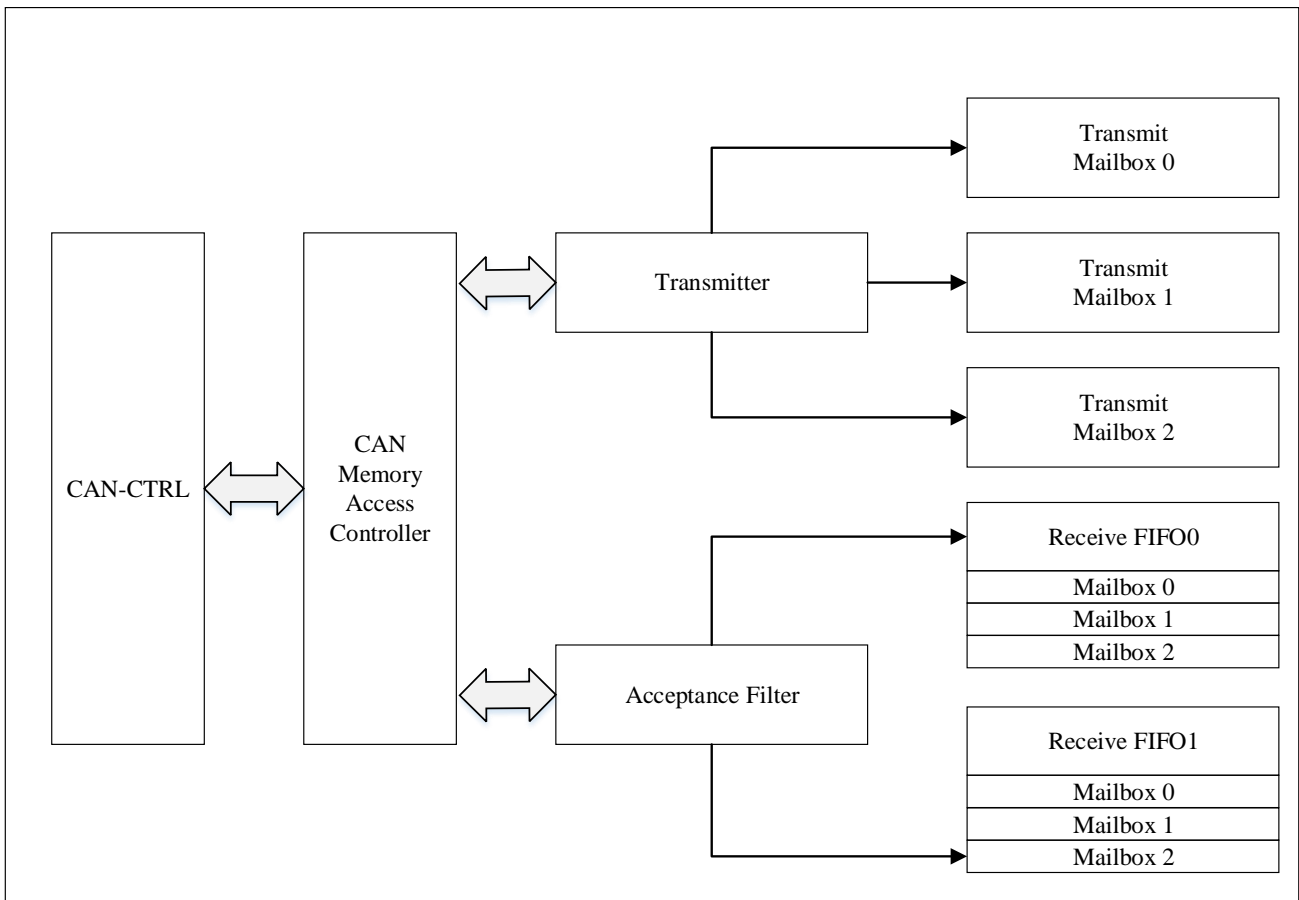 Transmit
Mailbox 0
Transmitter
Transmit
Mailbox 1
Transmit
Mailbox 2
CAN-CTRL
CAN
Memory
Access
Controller
Receive FIFO0
Mailbox 0
Mailbox 1
Mailbox 2
Acceptance Filter
Receive FIFO1
Mailbox 0
Mailbox 1
Mailbox 2